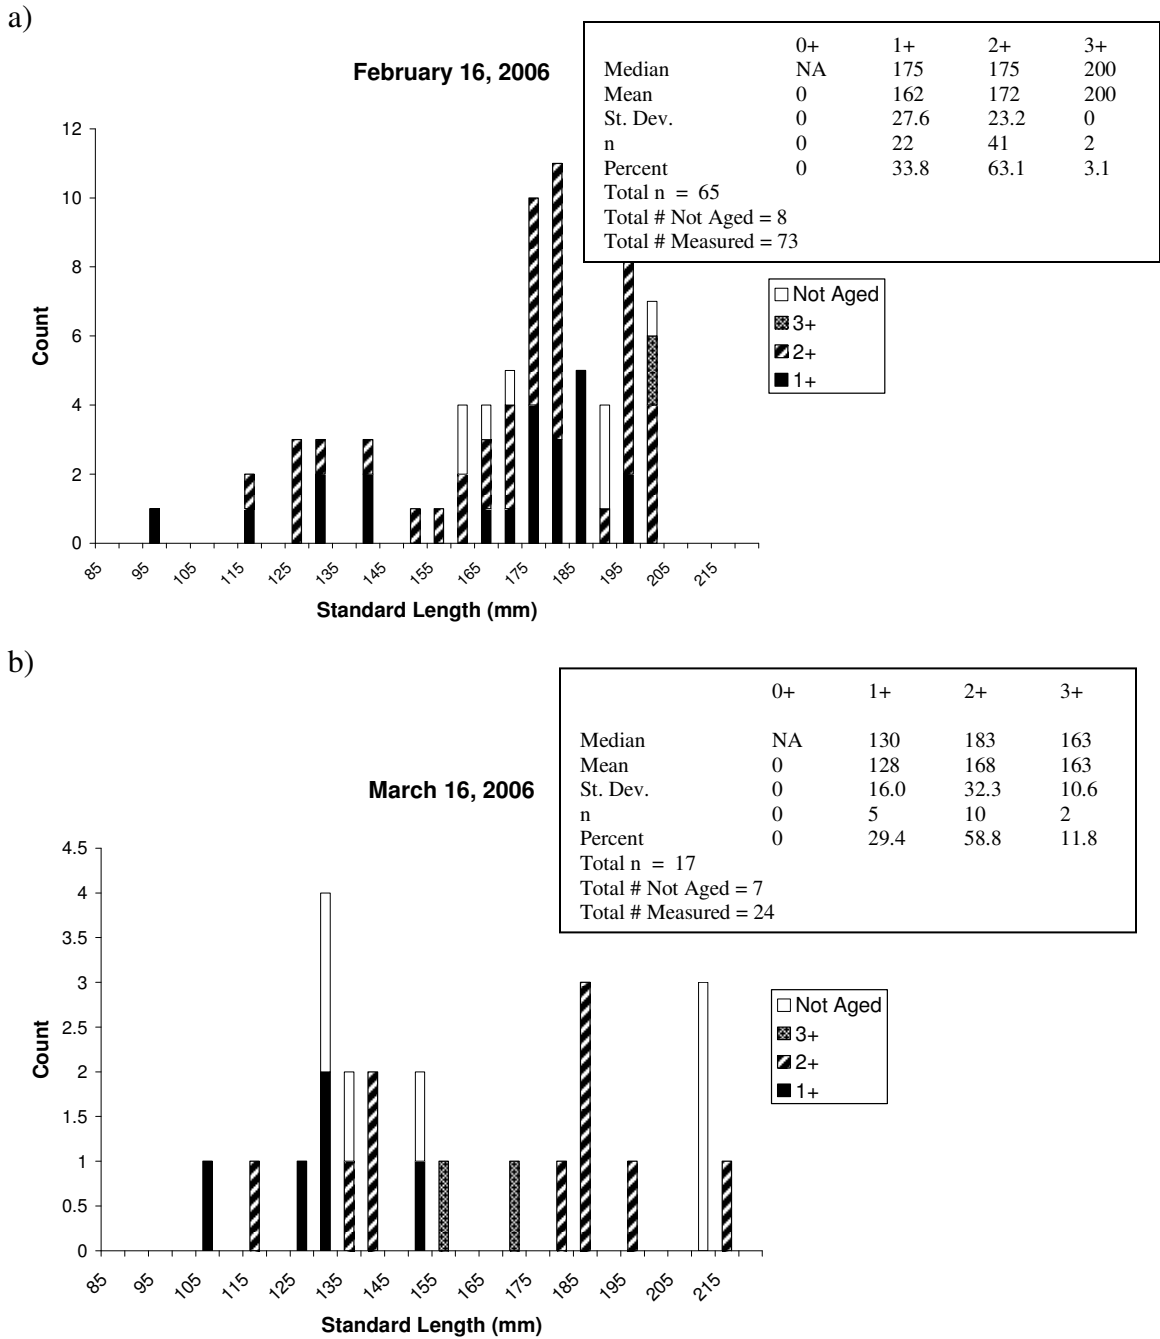 a)
February 16, 2006
0+ 1+ 2+ 3+
Median NA 175 175 200
Mean 0 162 172 200
St. Dev. 0 27.6 23.2 0
n 0 22 41 2
Percent 0 33.8 63.1 3.1
Total n = 65
Total # Not Aged = 8
Total # Measured = 73
12
10
8
6
4
2
0
Count
Not Aged
3+
2+
1+
85 95 105 115 125 135 145 155 165 175 185 195 205 215
Standard Length (mm)
b)
March 16, 2006
0+ 1+ 2+ 3+
Median NA 130 183 163
Mean 0 128 168 163
St. Dev. 0 16.0 32.3 10.6
n 0 5 10 2
Percent 0 29.4 58.8 11.8
Total n = 17
Total # Not Aged = 7
Total # Measured = 24
4.5
4
3.5
3
2.5
2
1.5
1
0.5
0
Count
Not Aged
3+
2+
1+
85 95 105 115 125 135 145 155 165 175 185 195 205 215
Standard Length (mm)